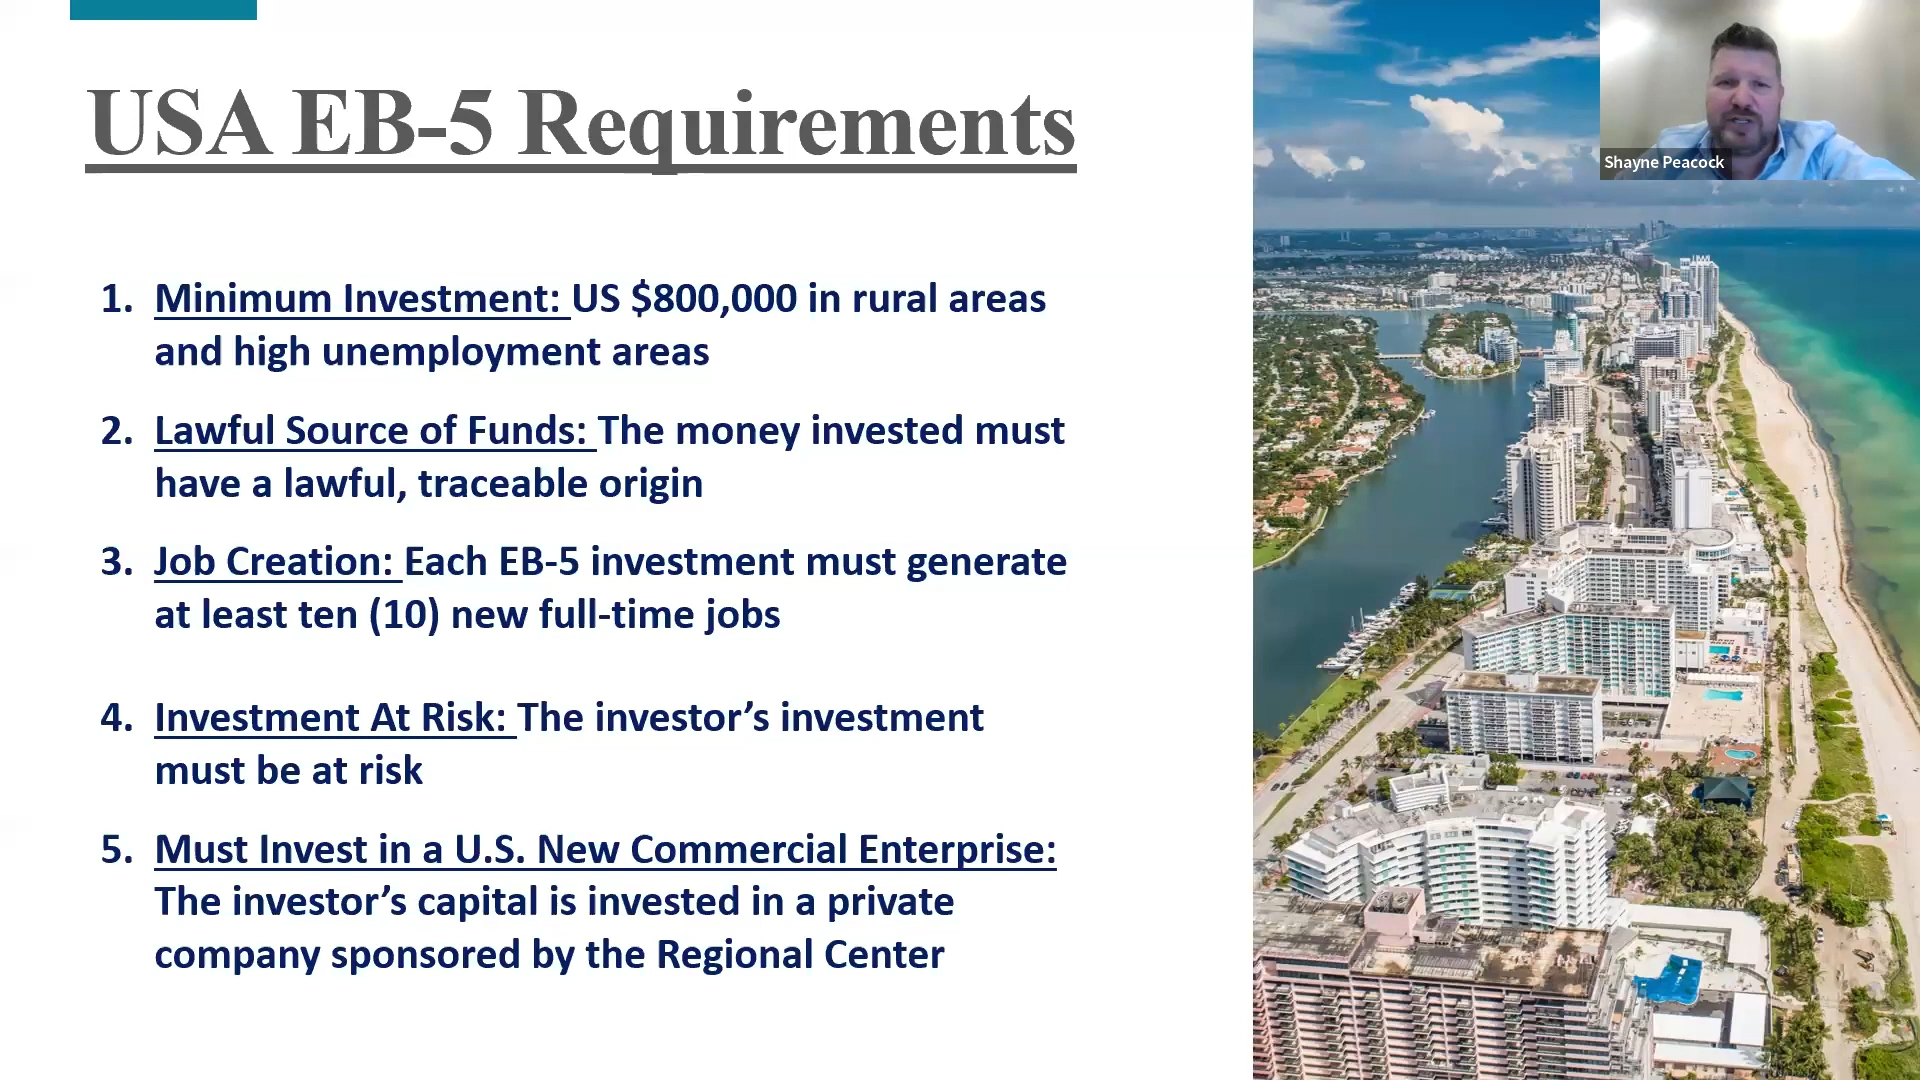 USA EB-5 Requirements
Shayne Peacock
1. Minimum Investment: US $800,000 in rural areas
and high unemployment areas
2. Lawful Source of Funds: The money invested must
have a lawful, traceable origin
3. Job Creation: Each EB-5 investment must generate
at least ten (10) new full-time jobs
4. Investment At Risk: The investor’s investment
must be at risk
5. Must Invest in a U.S. New Commercial Enterprise:
The investor’s capital is invested in a private
company sponsored by the Regional Center